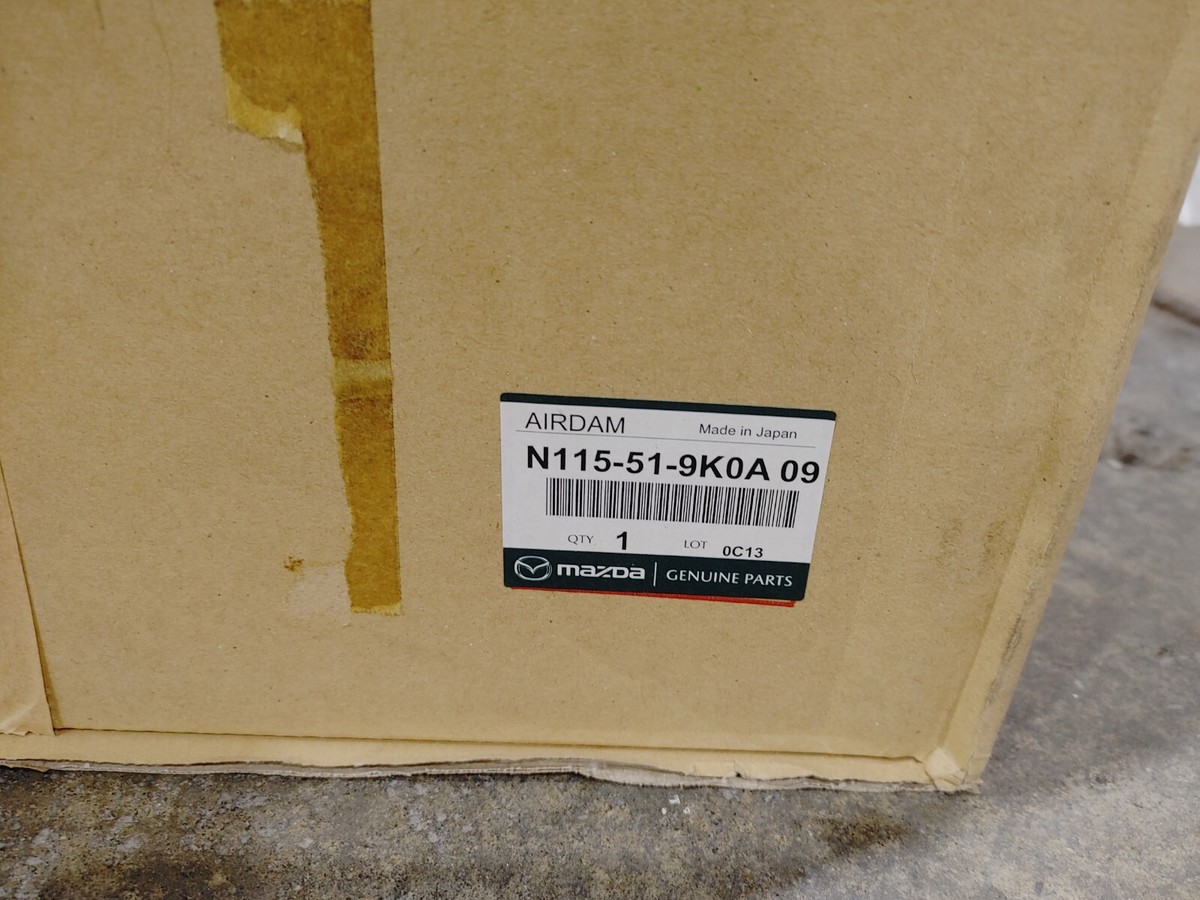 AIRDAM Made in Japan
N115-51-9K0A 09
QTY 1 LOT 0C13
mazda GENUINE PARTS